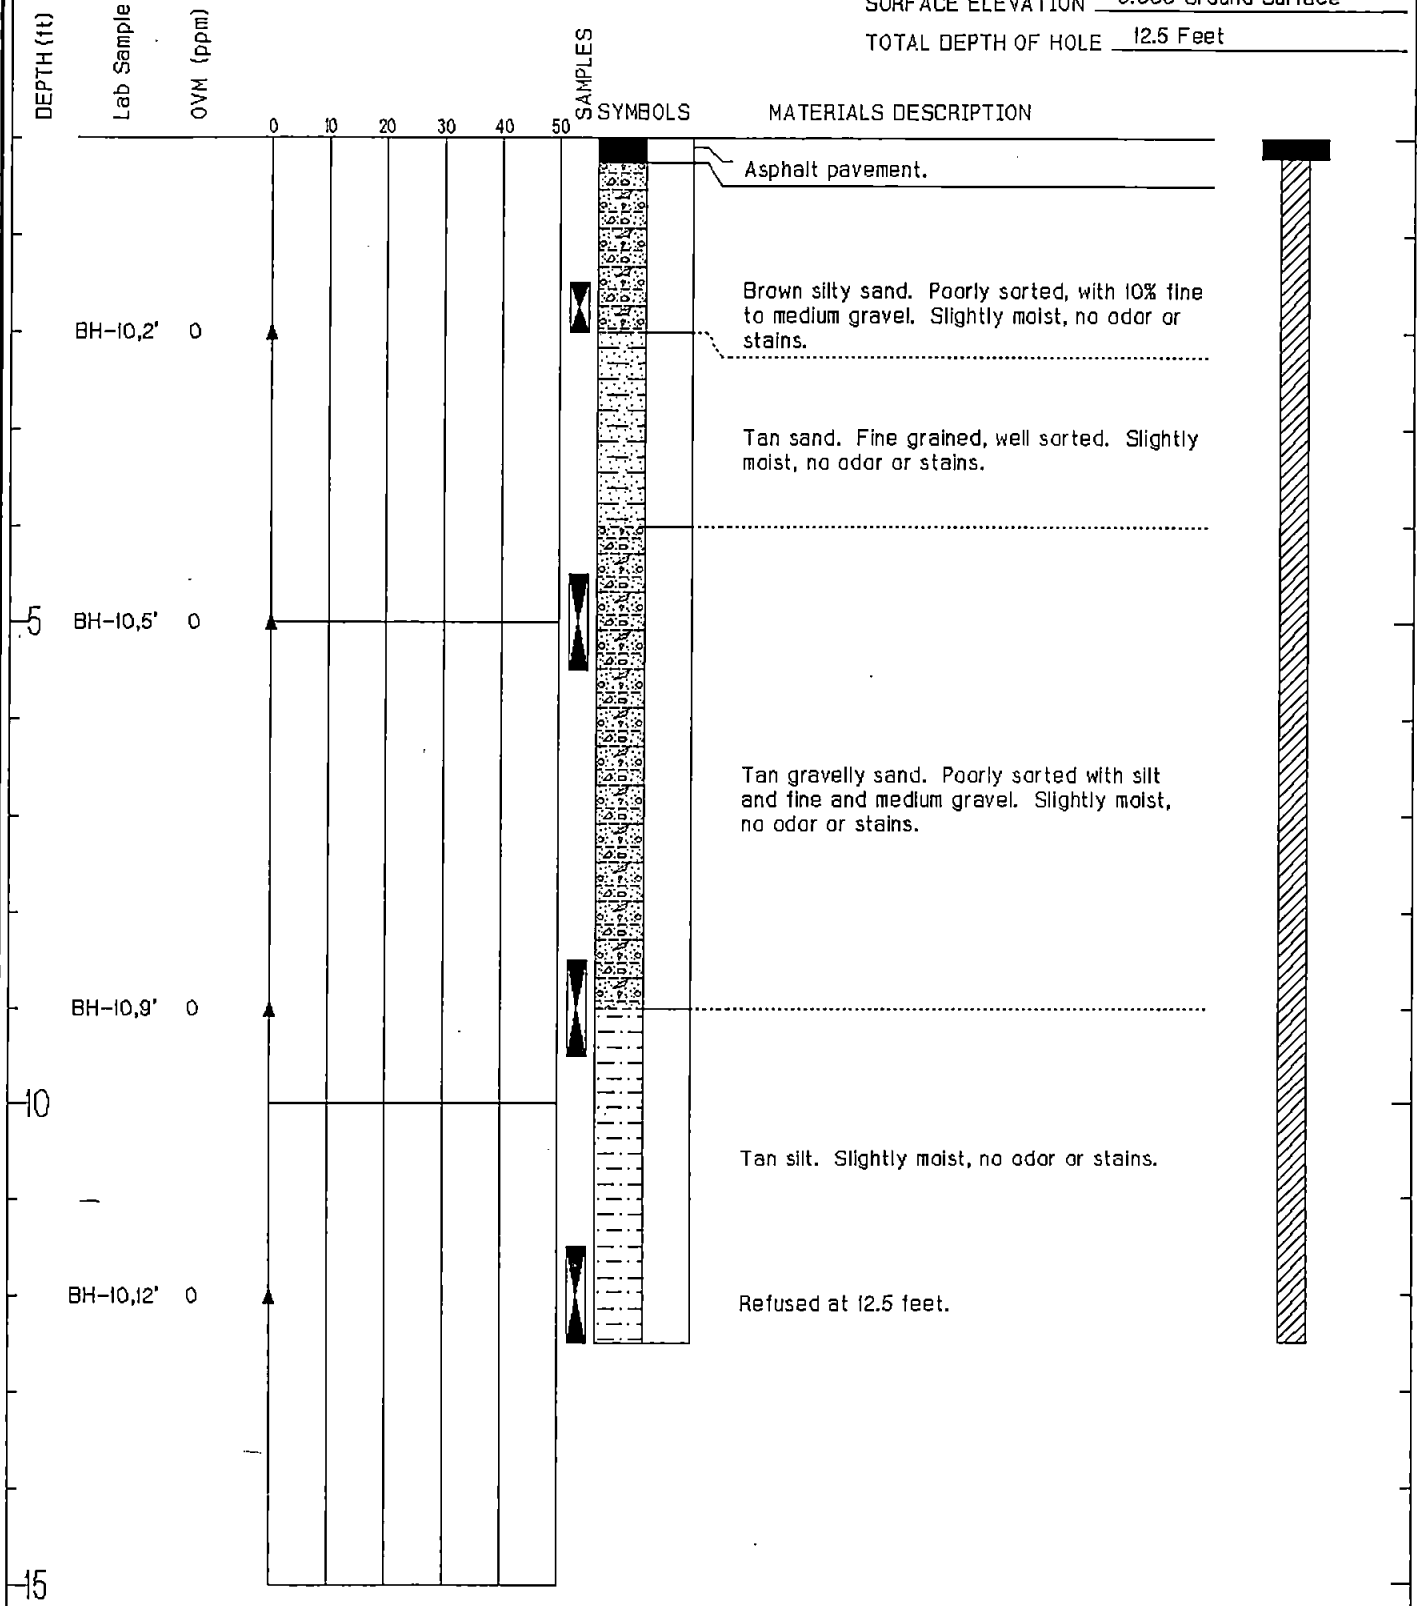 SURFACE ELEVATION
TOTAL DEPTH OF HOLE 12.5 Feet
DEPTH (ft)
Lab Sample
OVM (ppm)
0 10 20 30 40 50
SAMPLES
SYMBOLS
MATERIALS DESCRIPTION
Asphalt pavement.
Brown silty sand. Poorly sorted, with 10% fine
to medium gravel. Slightly moist, no odor or
stains.
BH-10,2' 0
Tan sand. Fine grained, well sorted. Slightly
moist, no odor or stains.
5 BH-10,5' 0
Tan gravelly sand. Poorly sorted with silt
and fine and medium gravel. Slightly moist,
no odor or stains.
BH-10,9' 0
10
Tan silt. Slightly moist, no odor or stains.
BH-10,12' 0
Refused at 12.5 feet.
15